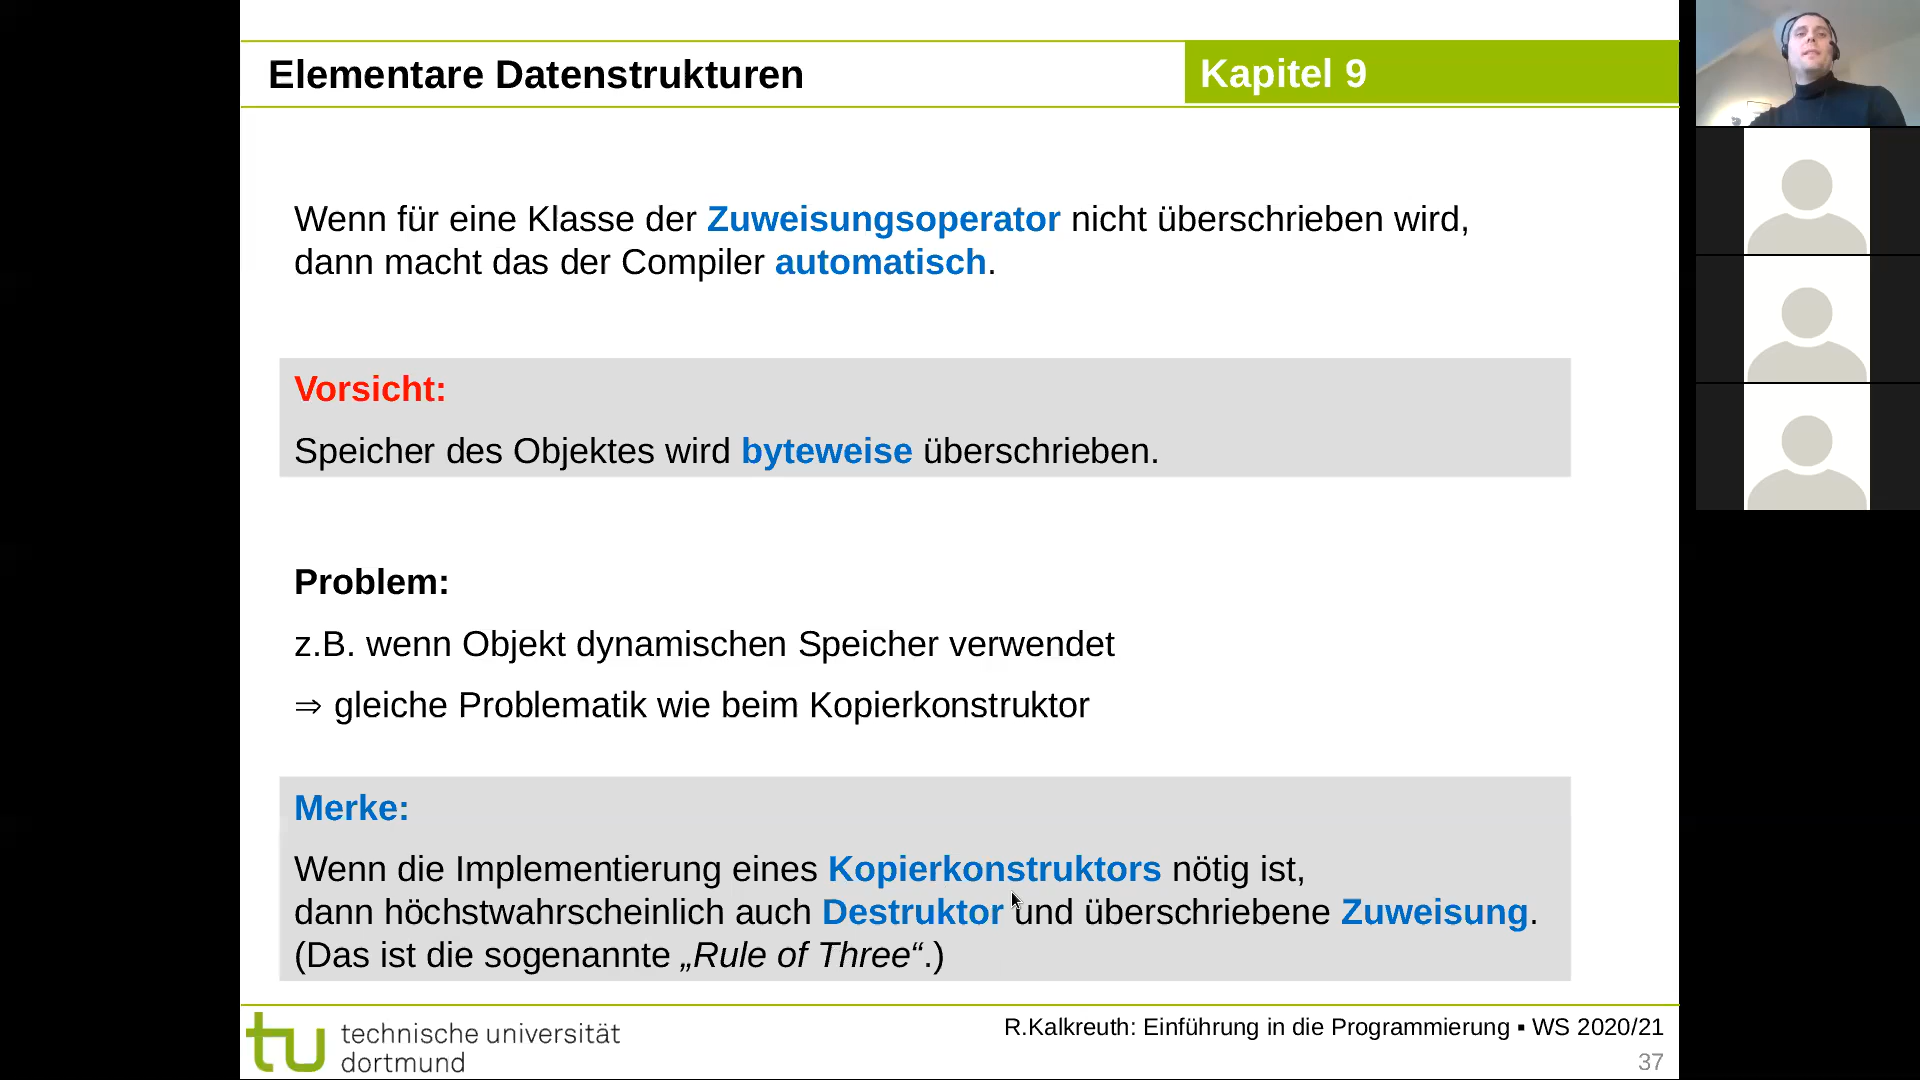 Elementare Datenstrukturen
Kapitel 9
Wenn für eine Klasse der Zuweisungsoperator nicht überschrieben wird,
dann macht das der Compiler automatisch.
Vorsicht:
Speicher des Objektes wird byteweise überschrieben.
Problem:
z.B. wenn Objekt dynamischen Speicher verwendet
⇒ gleiche Problematik wie beim Kopierkonstruktor
Merke:
Wenn die Implementierung eines Kopierkonstruktors nötig ist,
dann höchstwahrscheinlich auch Destruktor und überschriebene Zuweisung.
(Das ist die sogenannte „Rule of Three“.)
tu technische universität
dortmund
R.Kalkreuth: Einführung in die Programmierung ▪ WS 2020/21
37